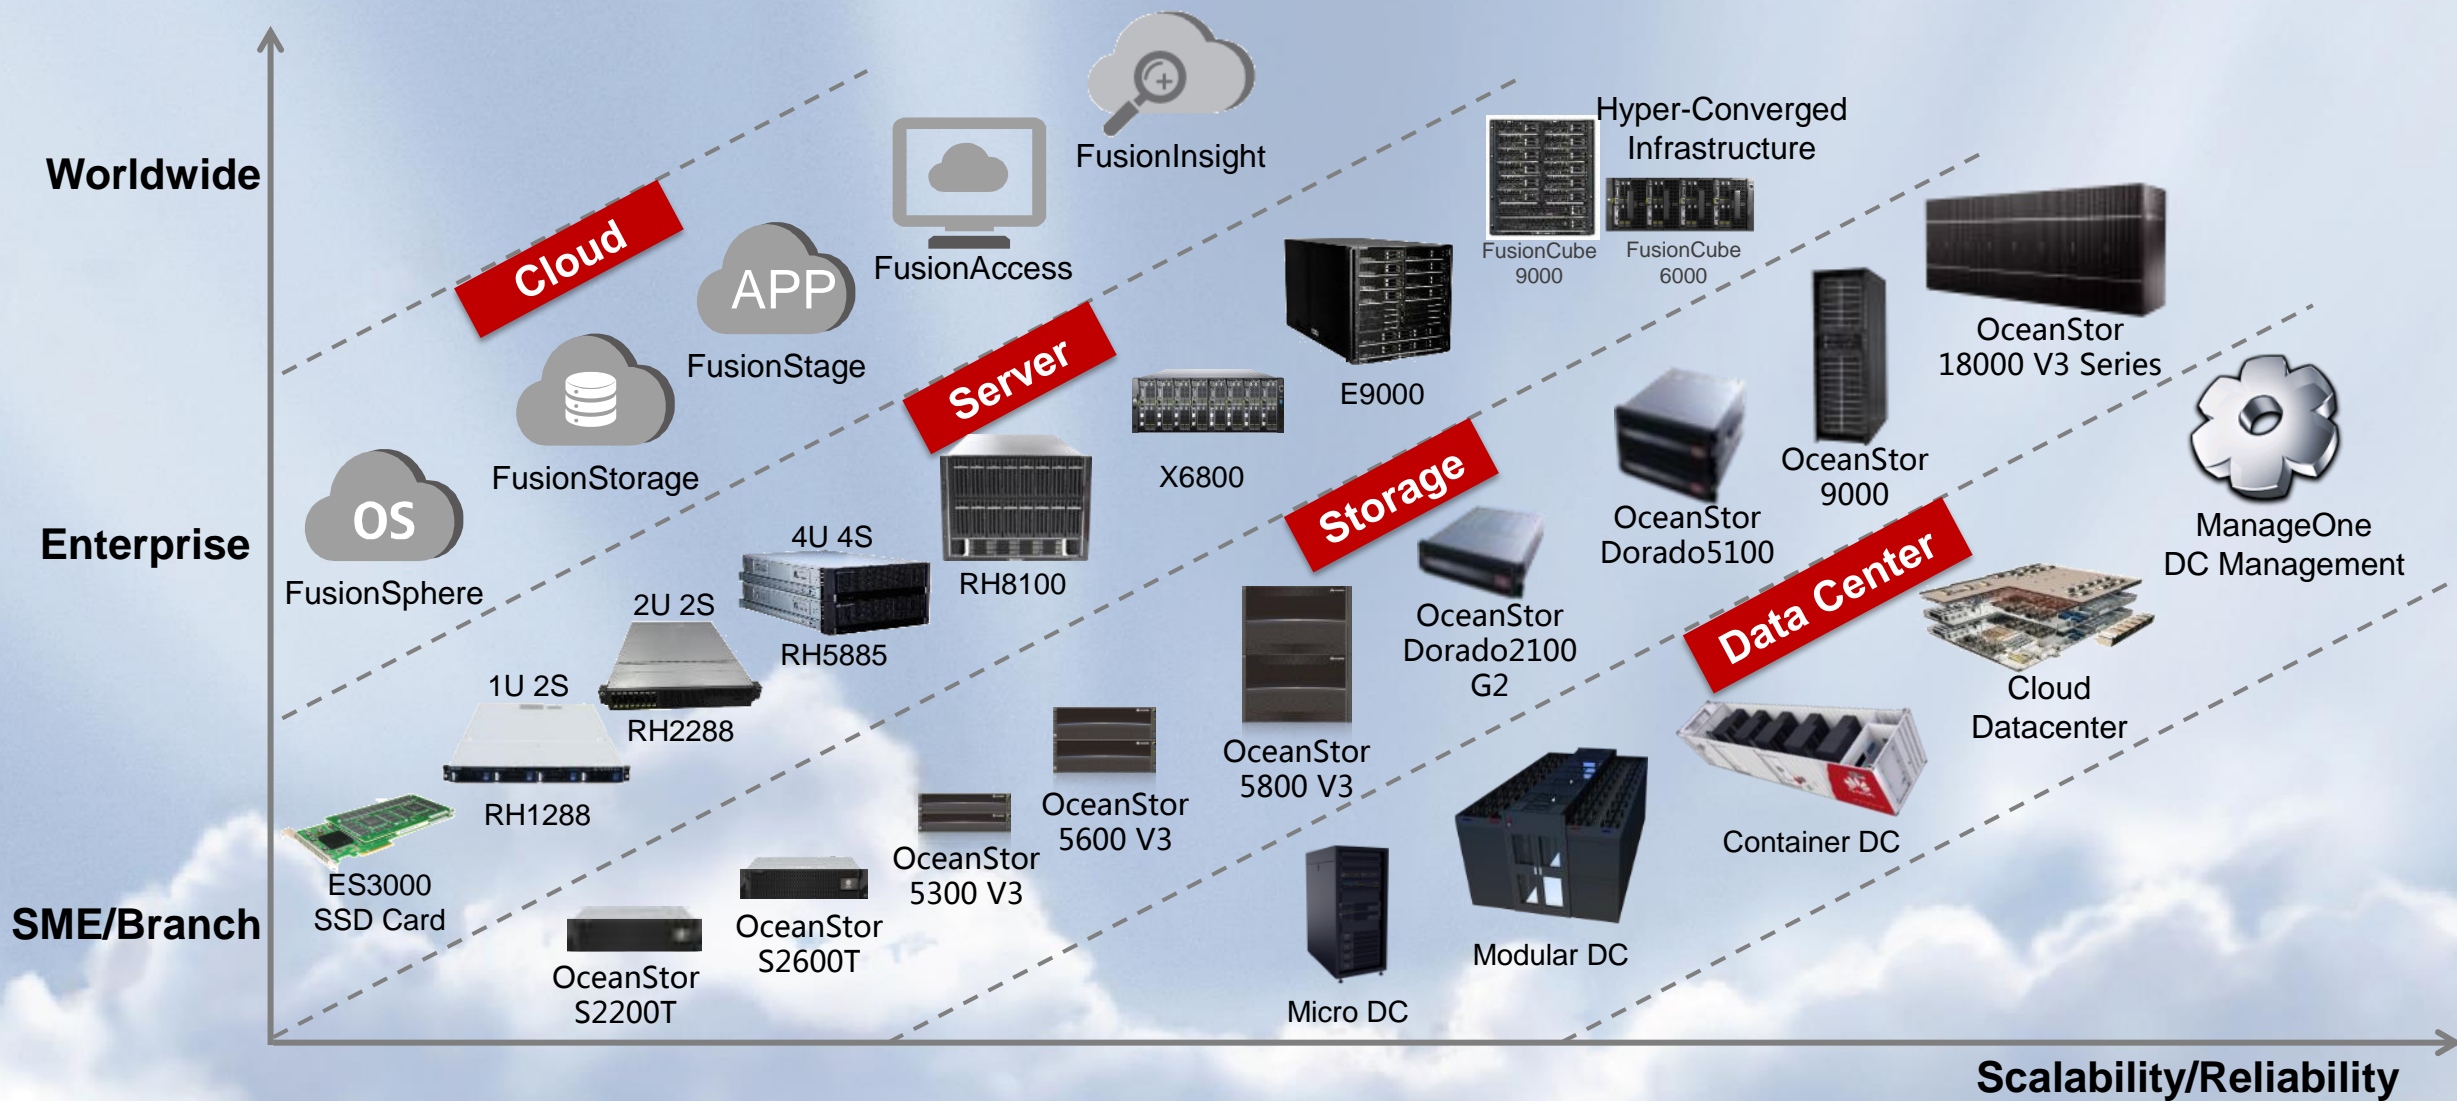 Worldwide
Enterprise
SME/Branch
Scalability/Reliability
Cloud
FusionSphere
OS
FusionStorage
FusionStage
APP
FusionAccess
FusionInsight
Server
ES3000
SSD Card
1U 2S
RH1288
2U 2S
RH2288
4U 4S
RH5885
RH8100
X6800
E9000
Hyper-Converged
Infrastructure
FusionCube
9000
FusionCube
6000
Storage
OceanStor
S2200T
OceanStor
S2600T
OceanStor
5300 V3
OceanStor
5600 V3
OceanStor
5800 V3
OceanStor
Dorado2100
G2
OceanStor
Dorado5100
OceanStor
9000
OceanStor
18000 V3 Series
Data Center
Micro DC
Modular DC
Container DC
Cloud
Datacenter
ManageOne
DC Management